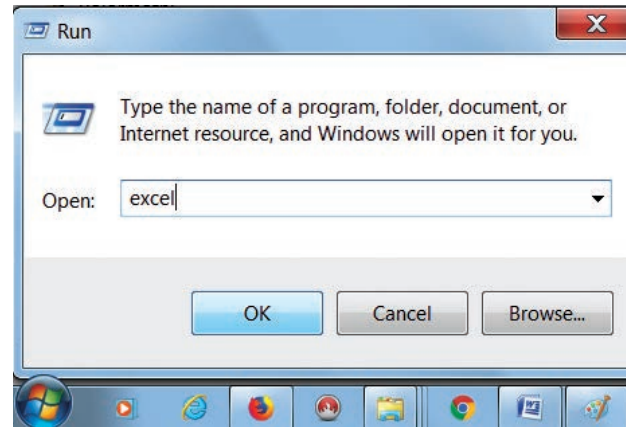 Run
Type the name of a program, folder, document, or
Internet resource, and Windows will open it for you.
Open:
excel
OK
Cancel
Browse...